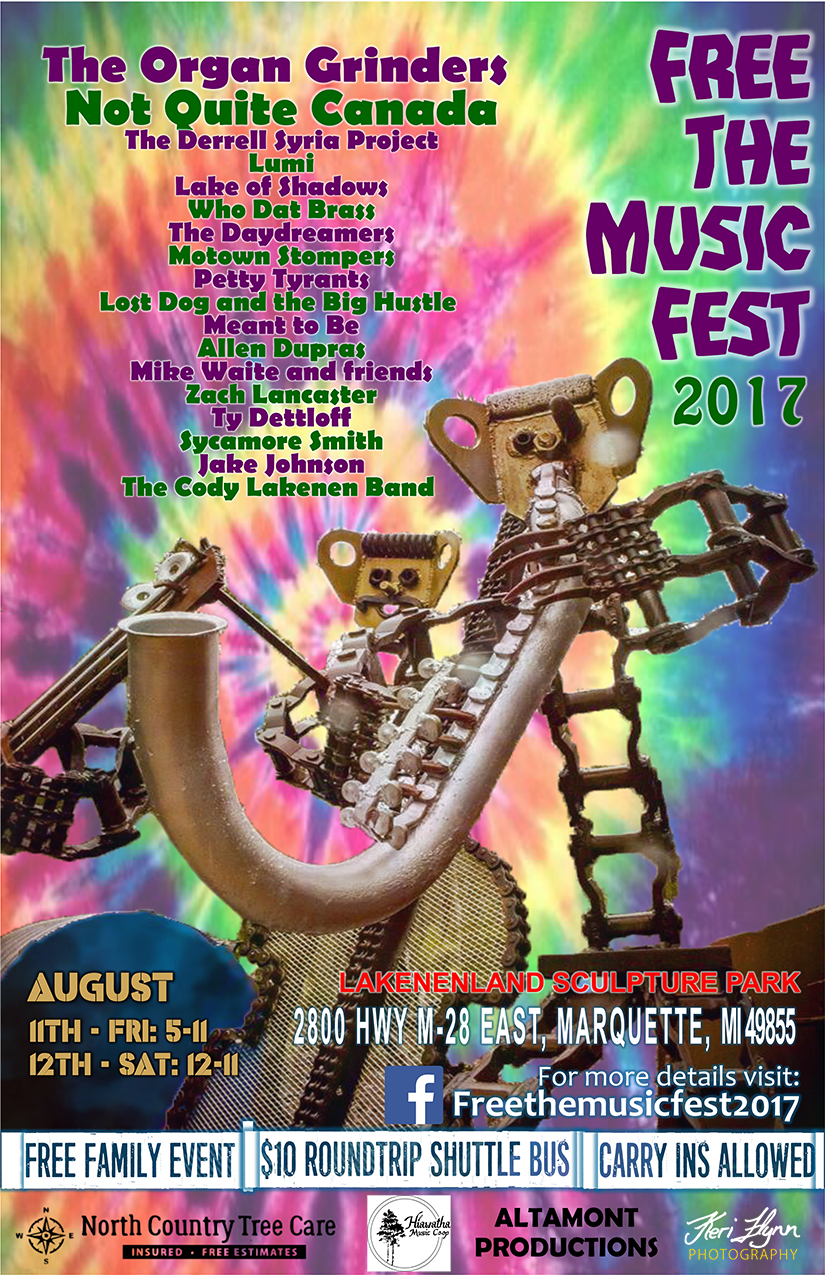 The Organ Grinders
Not Quite Canada
The Derrell Syria Project
Lumi
Lake of Shadows
Who Dat Brass
The Daydreamers
Motown Stompers
Petty Tyrants
Lost Dog and the Big Hustle
Meant to Be
Allen Dupras
Mike Waite and friends
Zach Lancaster
Ty Dettloff
Sycamore Smith
Jake Johnson
The Cody Lakenen Band
FREE
THE
MUSIC
FEST
2017
AUGUST
11TH - FRI: 5-11
12TH - SAT: 12-11
LAKENENLAND SCULPTURE PARK
2800 HWY M-28 EAST, MARQUETTE, MI 49855
f
For more details visit:
Freethemusicfest2017
FREE FAMILY EVENT
$10 ROUNDTRIP SHUTTLE BUS
CARRY INS ALLOWED
N
W E
S
North Country Tree Care
INSURED • FREE ESTIMATES
Hiawatha
Music Coop
ALTAMONT
PRODUCTIONS
Keri Flynn
PHOTOGRAPHY